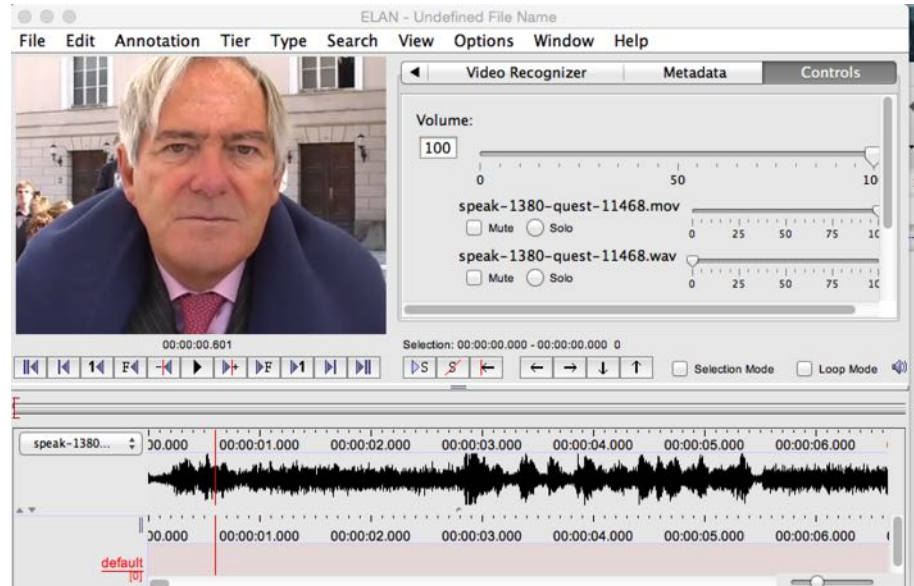 ELAN - Undefined File Name
File Edit Annotation Tier Type Search View Options Window Help
Video Recognizer Metadata Controls
Volume:
100
0 50 10
speak-1380-quest-11468.mov
Mute Solo
0 25 50 75 10
speak-1380-quest-11468.wav
Mute Solo
0 25 50 75 10
00:00:00.601
Selection: 00:00:00.000 - 00:00:00.000 0
1 F F 1 S S Selection Mode Loop Mode
speak-1380... 00.000 00:00:01.000 00:00:02.000 00:00:03.000 00:00:04.000 00:00:05.000 00:00:06.000
00.000 00:00:01.000 00:00:02.000 00:00:03.000 00:00:04.000 00:00:05.000 00:00:06.000
default
[0]